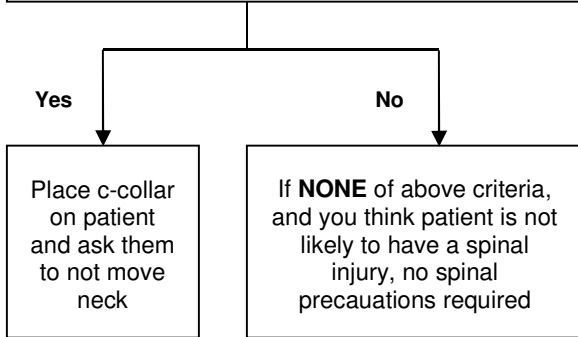 Yes
No
Place c-collar
on patient
and ask them
to not move
neck
If NONE of above criteria,
and you think patient is not
likely to have a spinal
injury, no spinal
precauations required